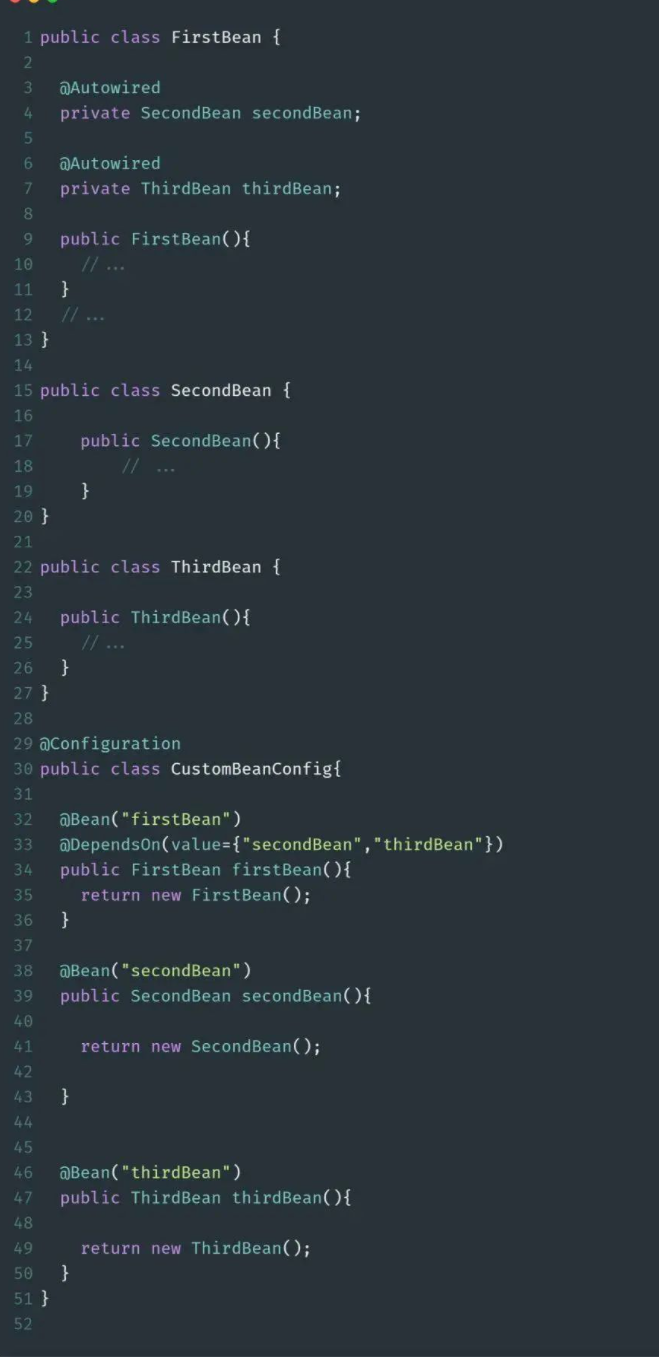 1 public class FirstBean {
2
3   @Autowired
4   private SecondBean secondBean;
5
6   @Autowired
7   private ThirdBean thirdBean;
8
9   public FirstBean(){
10     // ...
11   }
12   // ...
13 }
14
15 public class SecondBean {
16
17     public SecondBean(){
18         // ...
19     }
20 }
21
22 public class ThirdBean {
23
24   public ThirdBean(){
25     // ...
26   }
27 }
28
29 @Configuration
30 public class CustomBeanConfig{
31
32   @Bean("firstBean")
33   @DependsOn(value={"secondBean","thirdBean"})
34   public FirstBean firstBean(){
35     return new FirstBean();
36   }
37
38   @Bean("secondBean")
39   public SecondBean secondBean(){
40
41     return new SecondBean();
42
43   }
44
45
46   @Bean("thirdBean")
47   public ThirdBean thirdBean(){
48
49     return new ThirdBean();
50   }
51 }
52